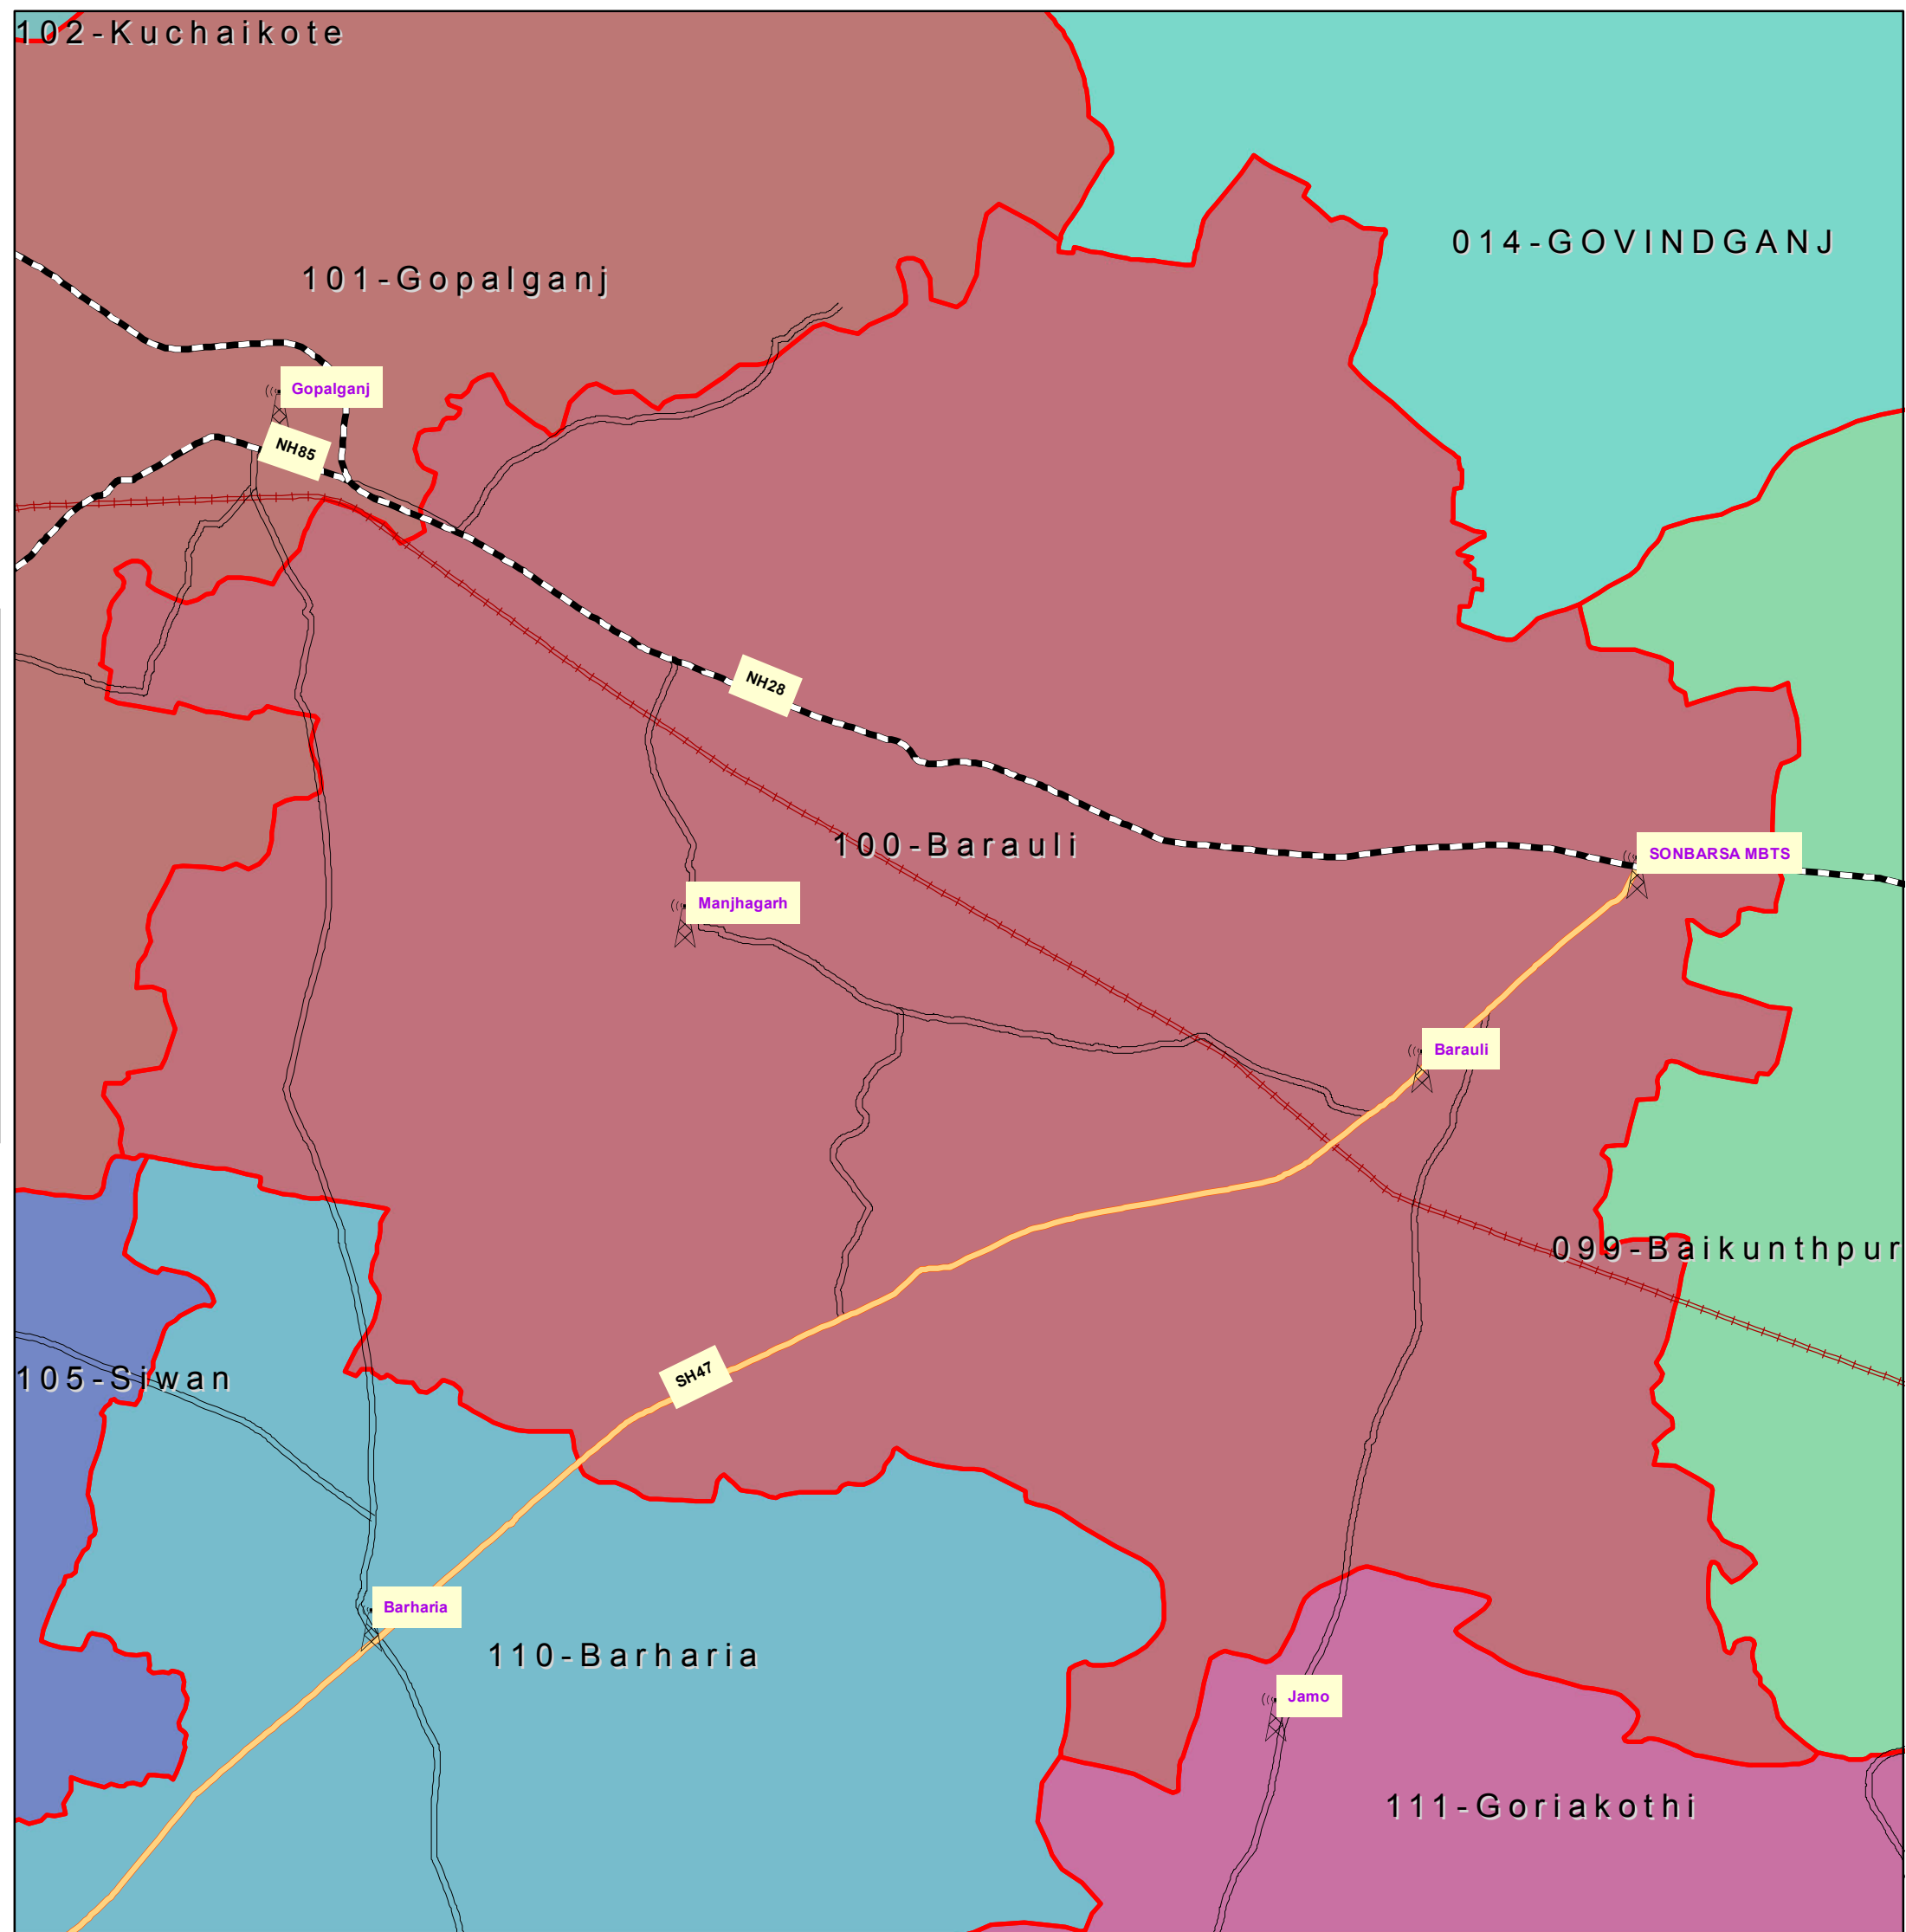 102-Kuchaikote
014-GOVINDGANJ
101-Gopalganj
Gopalganj
NH85
NH28
100-Barauli
SONBARSA MBTS
Manjhagarh
Barauli
099-Baikunthpur
SH47
105-Siwan
Barharia
110-Barharia
Jamo
111-Goriakothi